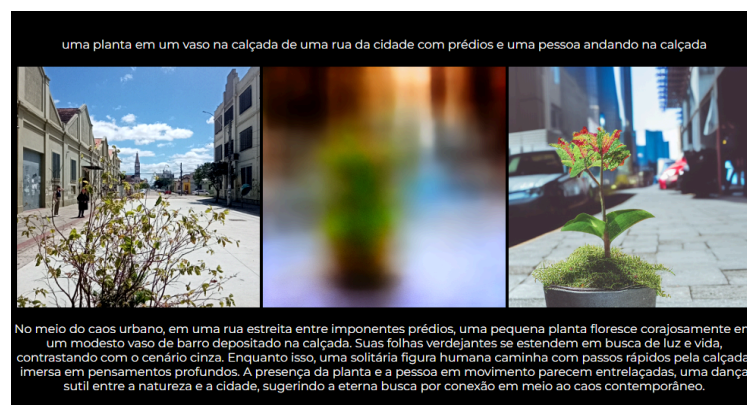 uma planta em um vaso na calçada de uma rua da cidade com prédios e uma pessoa andando na calçada
No meio do caos urbano, em uma rua estreita entre imponentes prédios, uma pequena planta floresce corajosamente em
um modesto vaso de barro depositado na calçada. Suas folhas verdejantes se estendem em busca de luz e vida,
contrastando com o cenário cinza. Enquanto isso, uma solitária figura humana caminha com passos rápidos pela calçada
imersa em pensamentos profundos. A presença da planta e a pessoa em movimento parecem entrelaçadas, uma dança
sutil entre a natureza e a cidade, sugerindo a eterna busca por conexão em meio ao caos contemporâneo.